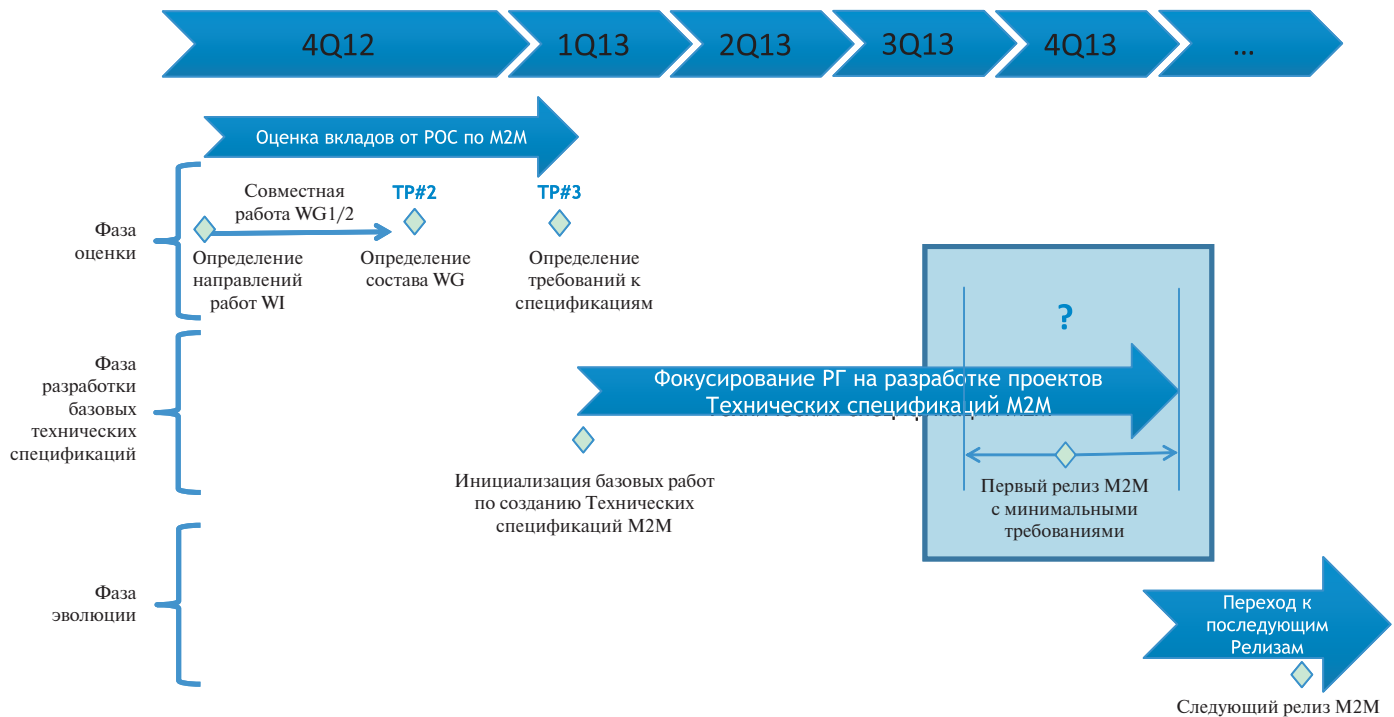 4Q12
1Q13
2Q13
3Q13
4Q13
...
Оценка вкладов от РОС по М2М
Фаза
оценки
Совместная
работа WG1/2
TP#2
TP#3
Определение
направлений
работ WI
Определение
состава WG
Определение
требований к
спецификациям
?
Фаза
разработки
базовых
технических
спецификаций
Фокусирование РГ на разработке проектов
Технических спецификаций М2М
Инициализация базовых работ
по созданию Технических
спецификаций М2М
Первый релиз М2М
с минимальными
требованиями
Фаза
эволюции
Переход к
последующим
Релизам
Следующий релиз М2М